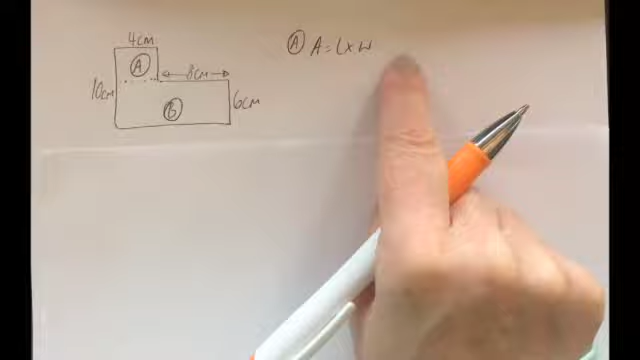 4cm
Ⓐ
8cm
10cm
Ⓑ
6cm
Ⓐ A = L x W